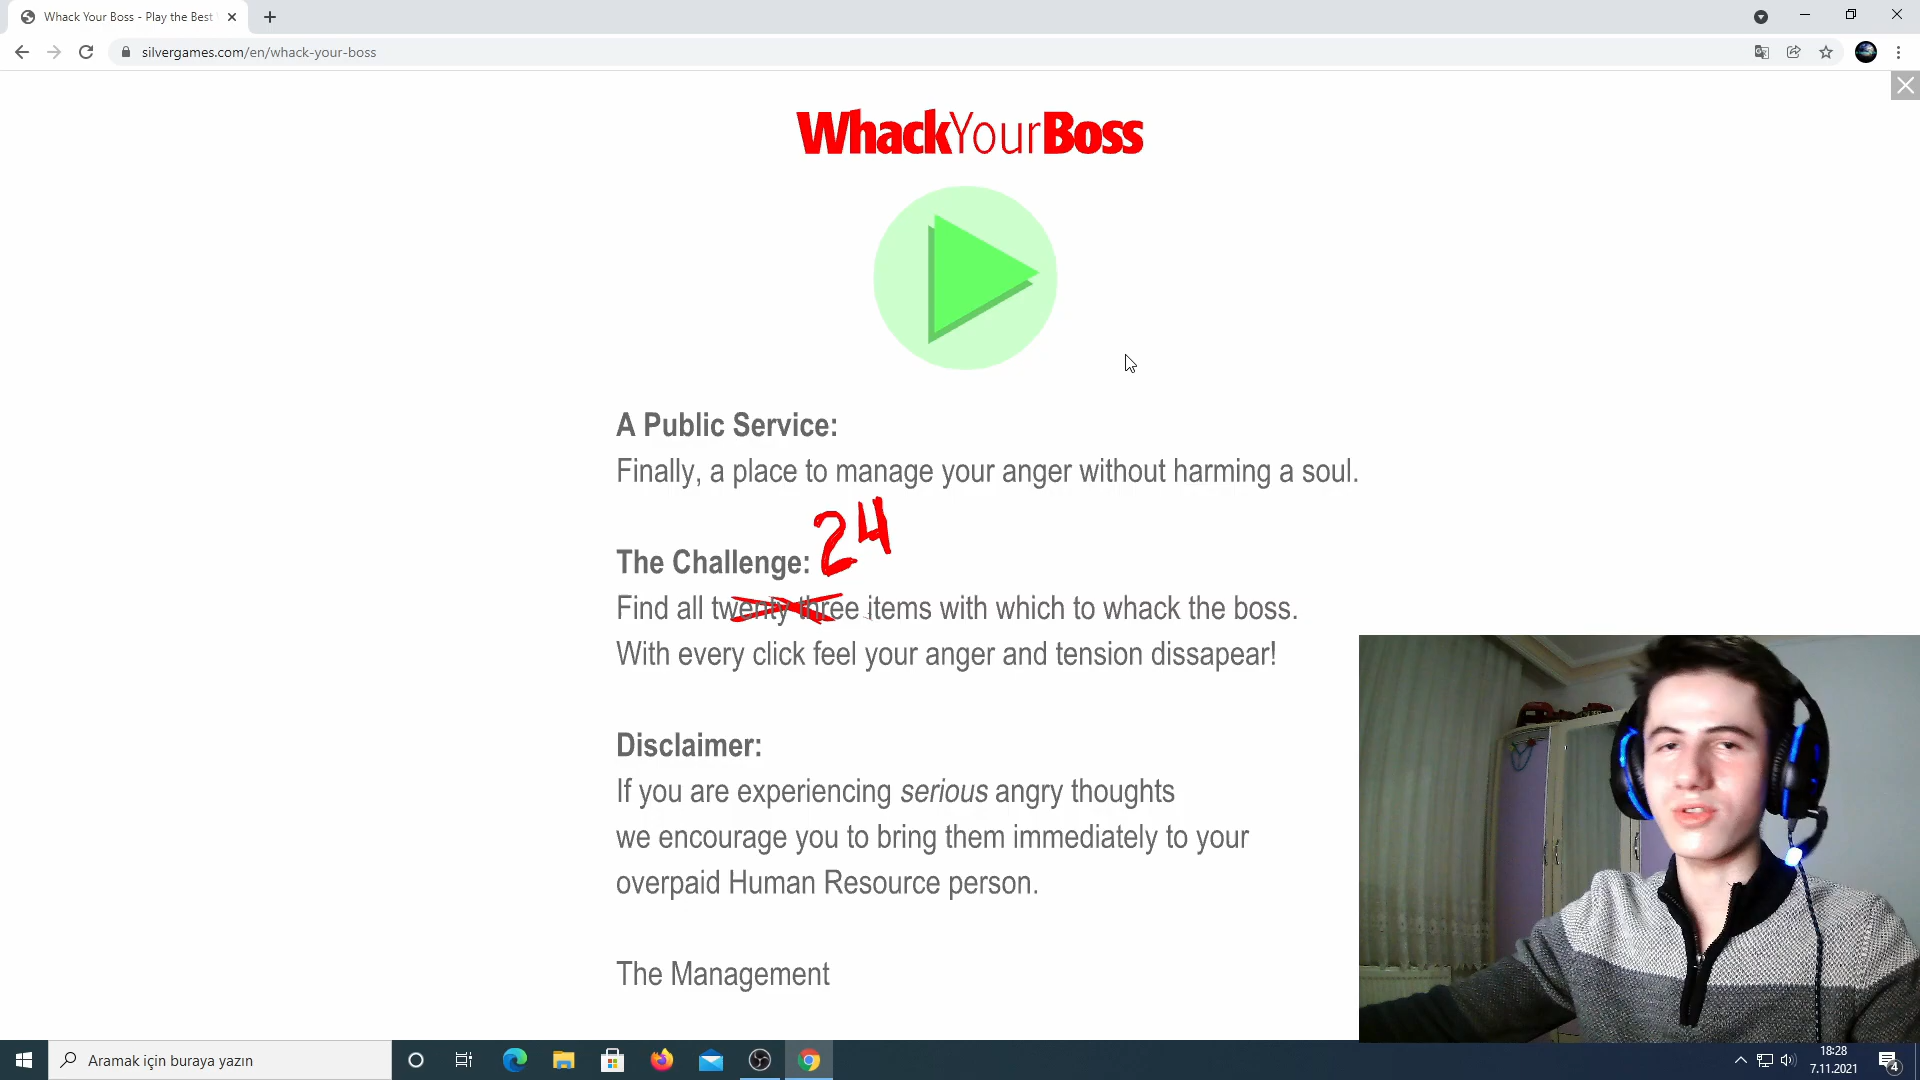 Whack Your Boss - Play the Best
silvergames.com/en/whack-your-boss
WhackYourBoss
A Public Service:
Finally, a place to manage your anger without harming a soul.
24
The Challenge:
Find all twenty three items with which to whack the boss.
With every click feel your anger and tension dissapear!
Disclaimer:
If you are experiencing serious angry thoughts
we encourage you to bring them immediately to your
overpaid Human Resource person.
The Management
Aramak için buraya yazın
18:28
7.11.2021
4